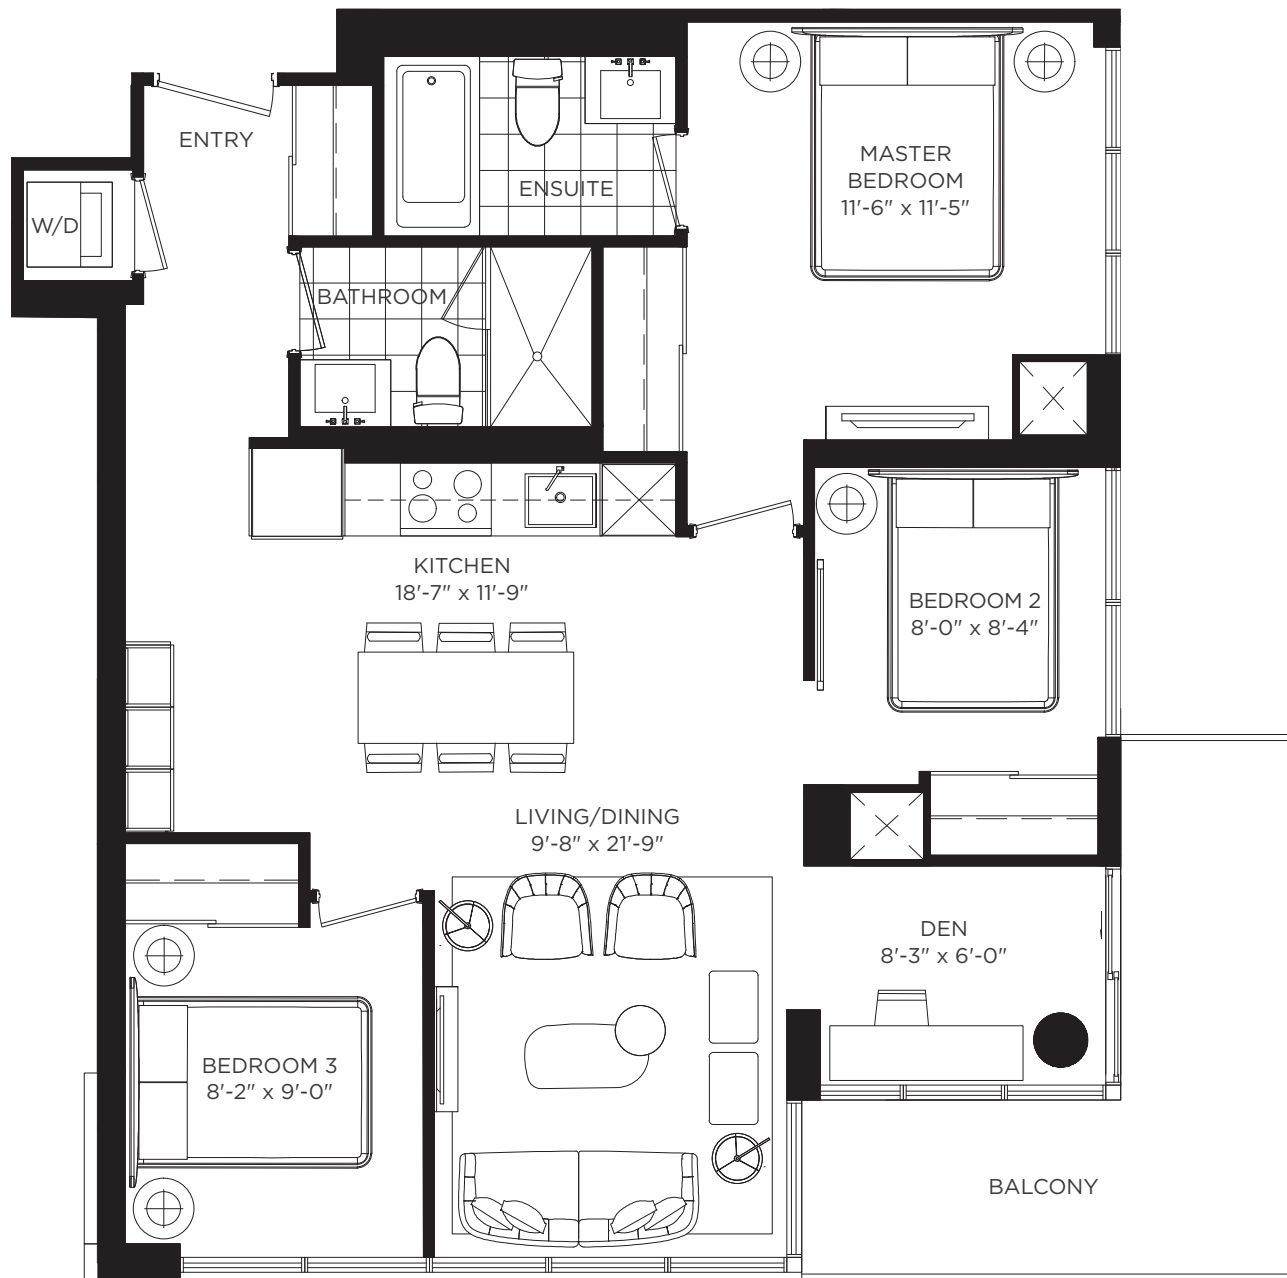 ENTRY
W/D
ENSUITE
MASTER
BEDROOM
11'-6" x 11'-5"
BATHROOM
KITCHEN
18'-7" x 11'-9"
BEDROOM 2
8'-0" x 8'-4"
LIVING/DINING
9'-8" x 21'-9"
DEN
8'-3" x 6'-0"
BEDROOM 3
8'-2" x 9'-0"
BALCONY